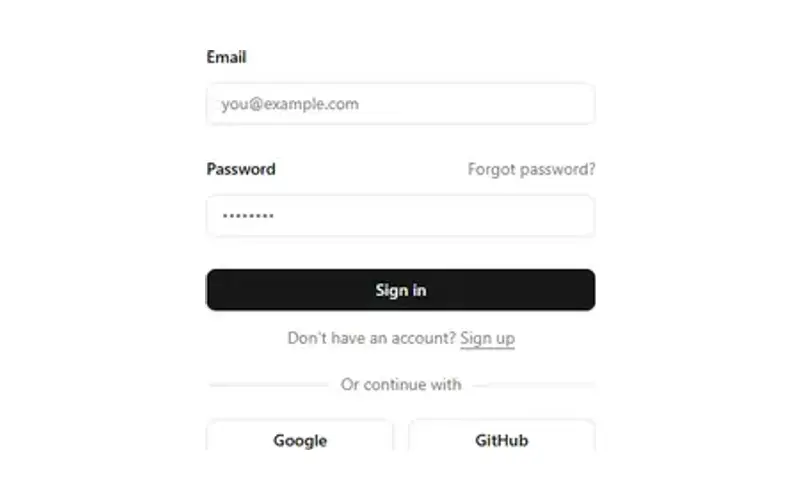 Email
you@example.com
Password Forgot password?
••••••••
Sign in
Don't have an account? Sign up
Or continue with
Google GitHub